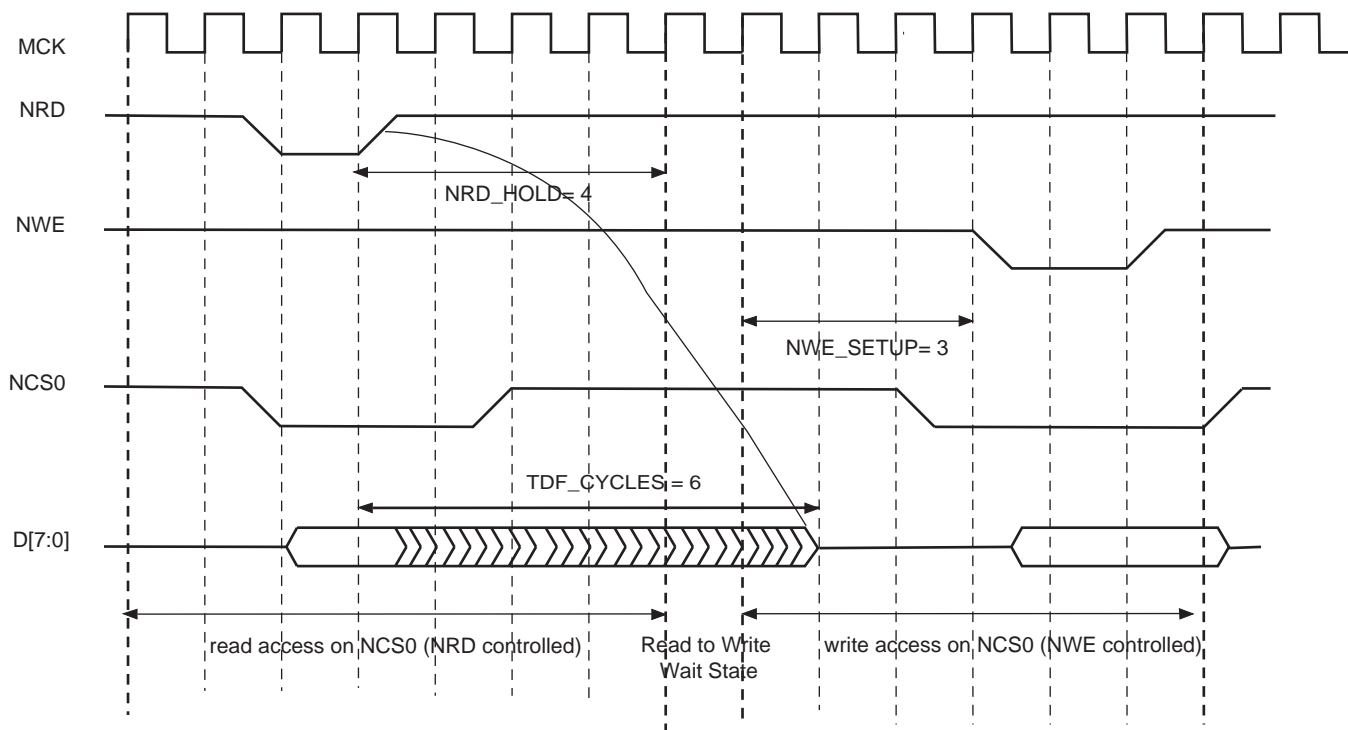 MCK
NRD
NRD_HOLD= 4
NWE
NWE_SETUP= 3
NCS0
TDF_CYCLES = 6
D[7:0]
read access on NCS0 (NRD controlled)
Read to Write
Wait State
write access on NCS0 (NWE controlled)